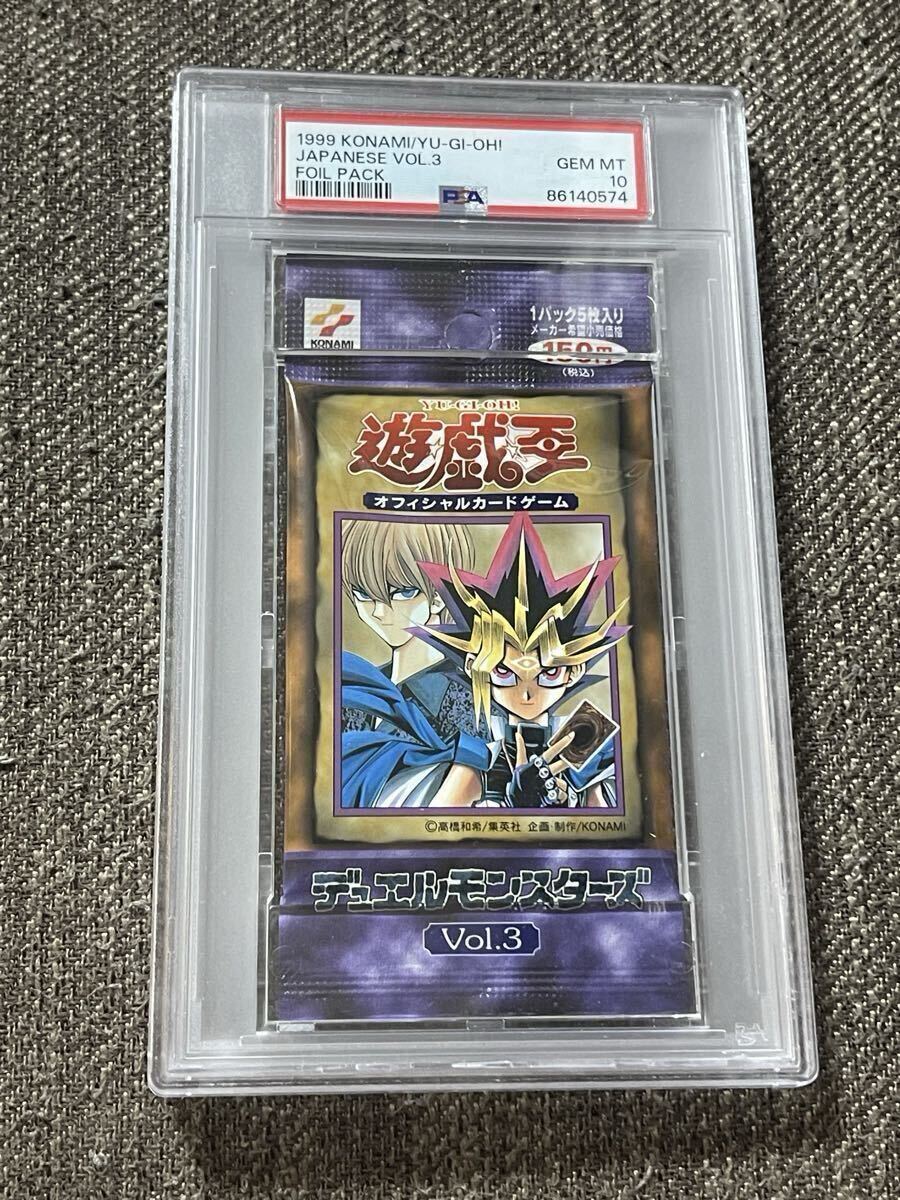 1999 KONAMI/YU-GI-OH!
JAPANESE VOL.3
FOIL PACK
GEM MT
10
86140574
PSA
KONAMI
1パック5枚入り
メーカー希望小売価格
150円
(税込)
YU-GI-OH!
遊☆戯☆王
オフィシャルカードゲーム
©高橋和希/集英社 企画・制作/KONAMI
デュエルモンスターズ
Vol.3